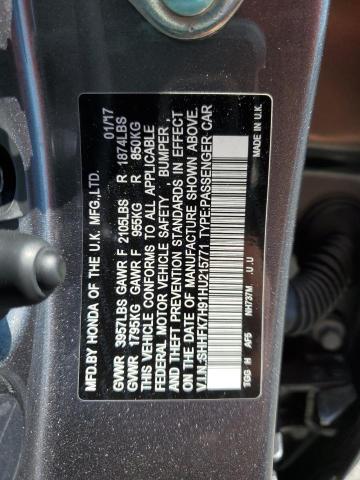 MFD.BY HONDA OF THE U.K. MFG.,LTD. 01/17
GVWR 3957LBS GAWR F 2105LBS R 1874LBS
GVWR 1795KG GAWR F 955KG R 850KG
THIS VEHICLE CONFORMS TO ALL APPLICABLE
FEDERAL MOTOR VEHICLE SAFETY , BUMPER ,
AND THEFT PREVENTION STANDARDS IN EFFECT
ON THE DATE OF MANUFACTURE SHOWN ABOVE.
V.I.N.:SHHFK7H91HU215771 TYPE:PASSENGER CAR
TGG H AF5 NH737M .U .U MADE IN U.K.